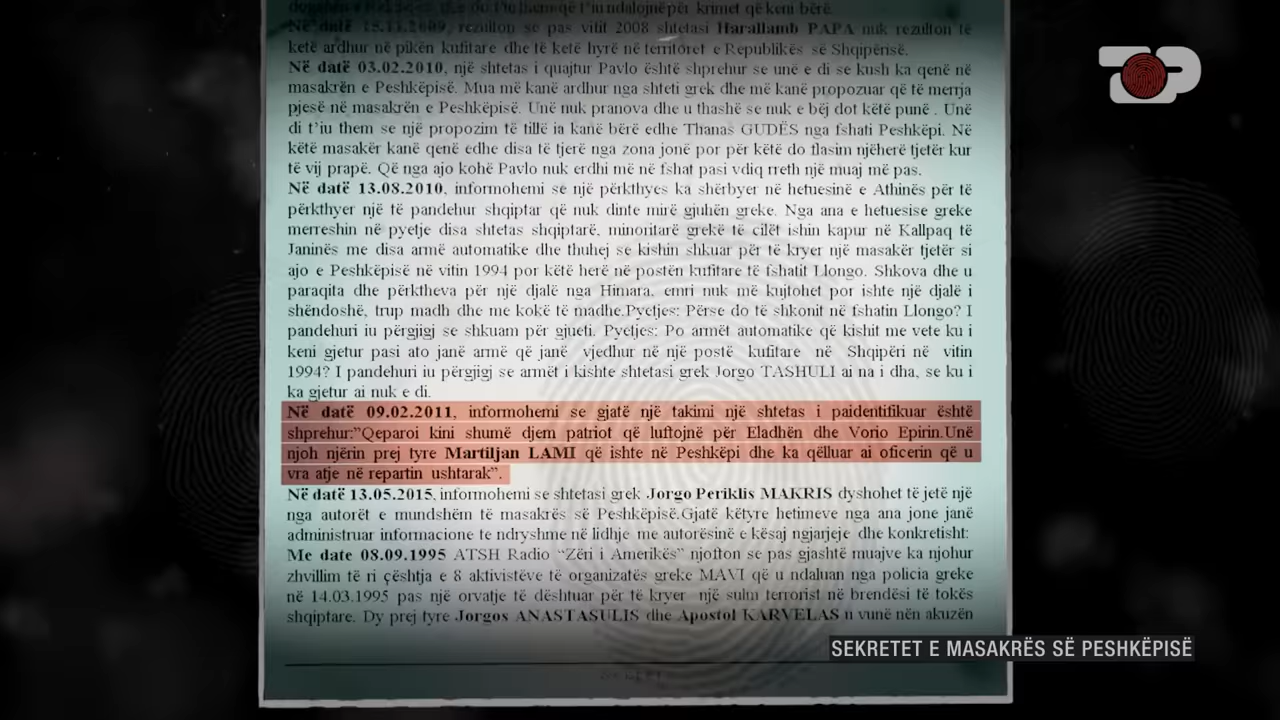 krimet që keni bërë.
Në datë 15.11.2009, rezulton se pas vitit 2008 shtetasi Harallamb PAPA nuk rezulton të
ketë ardhur në pikën kufitare dhe të ketë hyrë në territoret e Republikës së Shqipërisë.
Në datë 03.02.2010, një shtetas i quajtur Pavlo është shprehur se unë e di se kush ka qenë në
masakrën e Peshkëpisë. Mua më kanë ardhur nga shteti grek dhe më kanë propozuar që të merrja
pjesë në masakrën e Peshkëpisë. Unë nuk pranova dhe u thashë se nuk e bëj dot këtë punë . Unë
di t'iu them se një propozim të tillë ia kanë bërë edhe Thanas GUDËS nga fshati Peshkëpi. Në
këtë masakër kanë qenë edhe disa të tjerë nga zona jonë por për këtë do flasim njëherë tjetër kur
të vij prapë. Që nga ajo kohë Pavlo nuk erdhi më në fshat pasi vdiq rreth një muaj më pas.
Në datë 13.08.2010, informohemi se një përkthyes ka shërbyer në hetuesinë e Athinës për të
përkthyer një të pandehur shqiptar që nuk dinte mirë gjuhën greke. Nga ana e hetuesise greke
merreshin në pyetje disa shtetas shqiptarë, minoritarë grekë të cilët ishin kapur në Kallpaq të
Janinës me disa armë automatike dhe thuhej se kishin shkuar për të kryer një masakër tjetër si
ajo e Peshkëpisë në vitin 1994 por këtë herë në postën kufitare të fshatit Llongo. Shkova dhe u
paraqita dhe përktheva për një djalë nga Himara, emri nuk më kujtohet por ishte një djalë i
shëndoshë, trup madh dhe me kokë të madhe.Pyetjes: Përse do të shkonit në fshatin Llongo? I
pandehuri iu përgjigj se shkuam për gjueti. Pyetjes: Po armët automatike që kishit me vete ku i
keni gjetur pasi ato janë armë që janë vjedhur në një postë kufitare në Shqipëri në vitin
1994? I pandehuri iu përgjigj se armët i kishte shtetasi grek Jorgo TASHULI ai na i dha, se ku i
ka gjetur ai nuk e di.
Në datë 09.02.2011, informohemi se gjatë një takimi një shtetas i paidentifikuar është
shprehur:"Qeparoi kini shumë djem patriot që luftojnë për Eladhën dhe Vorio Epirin.Unë
njoh njërin prej tyre Martiljan LAMI që ishte në Peshkëpi dhe ka qëlluar ai oficerin që u
vra atje në repartin ushtarak".
Në datë 13.05.2015, informohemi se shtetasi grek Jorgo Periklis MAKRIS dyshohet të jetë një
nga autorët e mundshëm të masakrës së Peshkëpisë.Gjatë këtyre hetimeve nga ana jone janë
administruar informacione te ndryshme në lidhje me autorësinë e kësaj ngjarjeje dhe konkretisht:
Me date 08.09.1995 ATSH Radio "Zëri i Amerikës" njofton se pas gjashtë muajve ka njohur
zhvillim të ri çështja e 8 aktivistëve të organizatës greke MAVI që u ndaluan nga policia greke
në 14.03.1995 pas një orvatje të dështuar për të kryer një sulm terrorist në brendësi të tokës
shqiptare. Dy prej tyre Jorgos ANASTASULIS dhe Apostol KARVELAS u vunë nën akuzën
SEKRETET E MASAKRËS SË PESHKËPISË